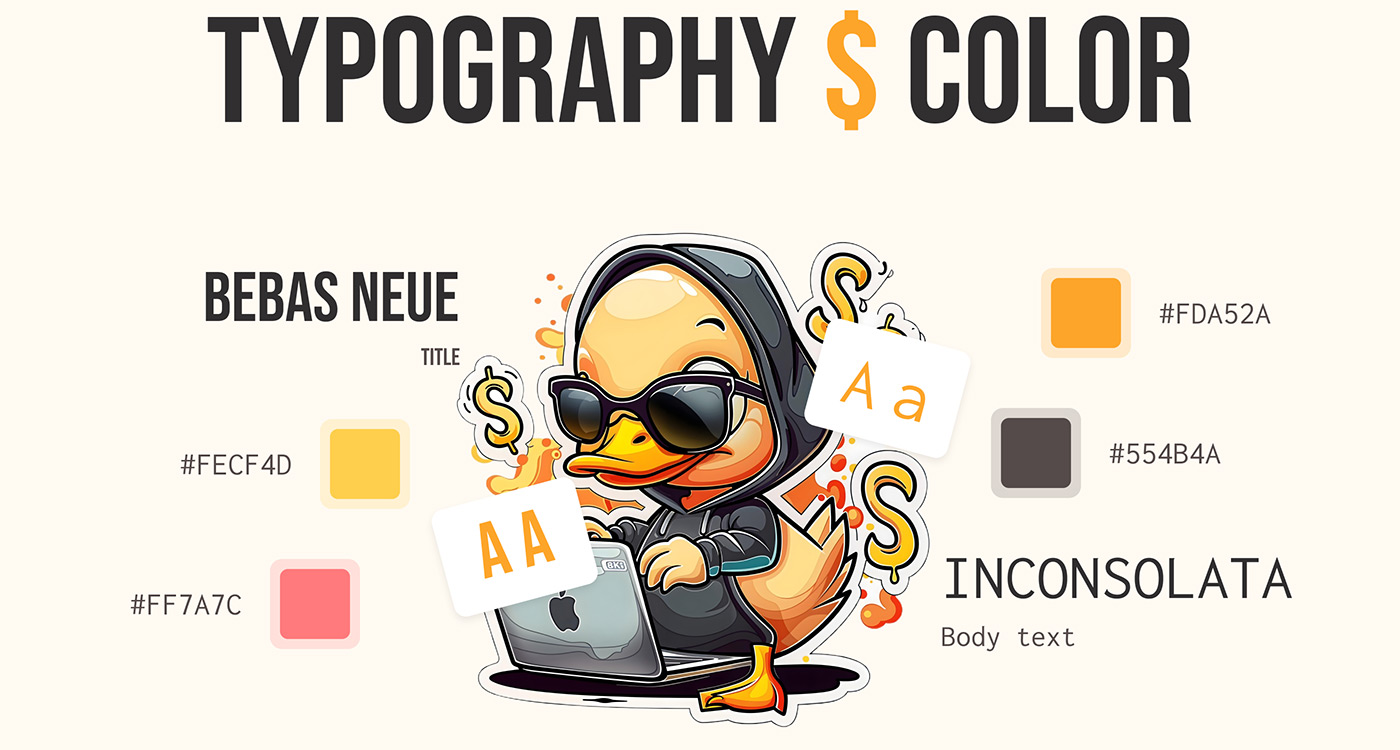 TYPOGRAPHY $ COLOR
BEBAS NEUE
TITLE
#FECF4D
#FF7A7C
$
AA
$
Aa
$
#FDA52A
#554B4A
INCONSOLATA
Body text